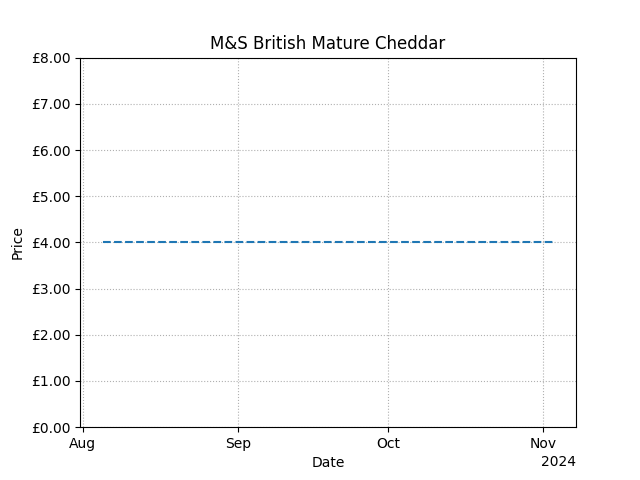 M&S British Mature Cheddar
£8.00
£7.00
£6.00
£5.00
£4.00
£3.00
£2.00
£1.00
£0.00
Price
Aug Sep Oct Nov
2024
Date